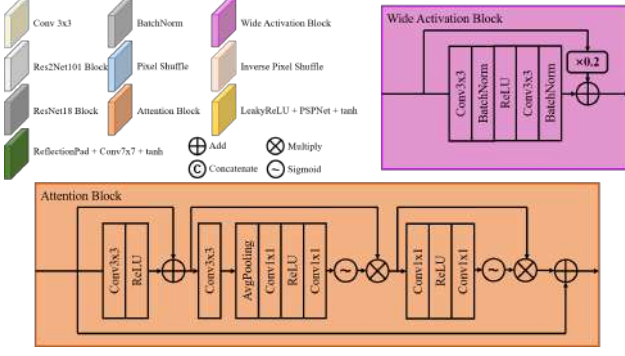 Conv 3x3
BatchNorm
Wide Activation Block
Res2Net101 Block
Pixel Shuffle
Inverse Pixel Shuffle
ResNet18 Block
Attention Block
LeakyReLU + PSPNet + tanh
ReflectionPad + Conv7x7 + tanh
Add
Multiply
C Concatenate
~ Sigmoid
Wide Activation Block
×0.2
Conv3x3
BatchNorm
ReLU
Conv3x3
BatchNorm
Attention Block
Conv3x3
ReLU
Conv3x3
AvgPooling
Conv1x1
ReLU
Conv1x1
~
Conv1x1
ReLU
Conv1x1
~